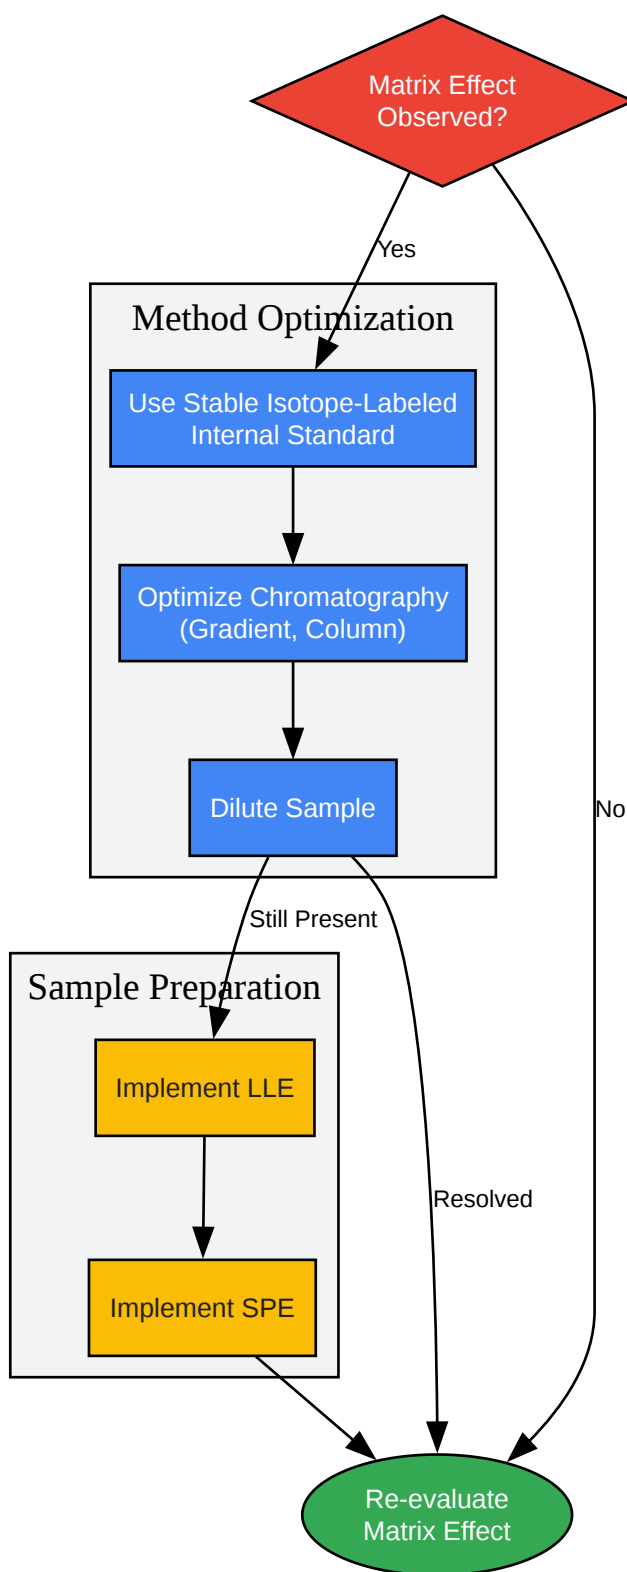 Matrix Effect
Observed?
Yes
Method Optimization
Use Stable Isotope-Labeled
Internal Standard
Optimize Chromatography
(Gradient, Column)
Dilute Sample
No
Still Present
Sample Preparation
Implement LLE
Resolved
Implement SPE
Re-evaluate
Matrix Effect